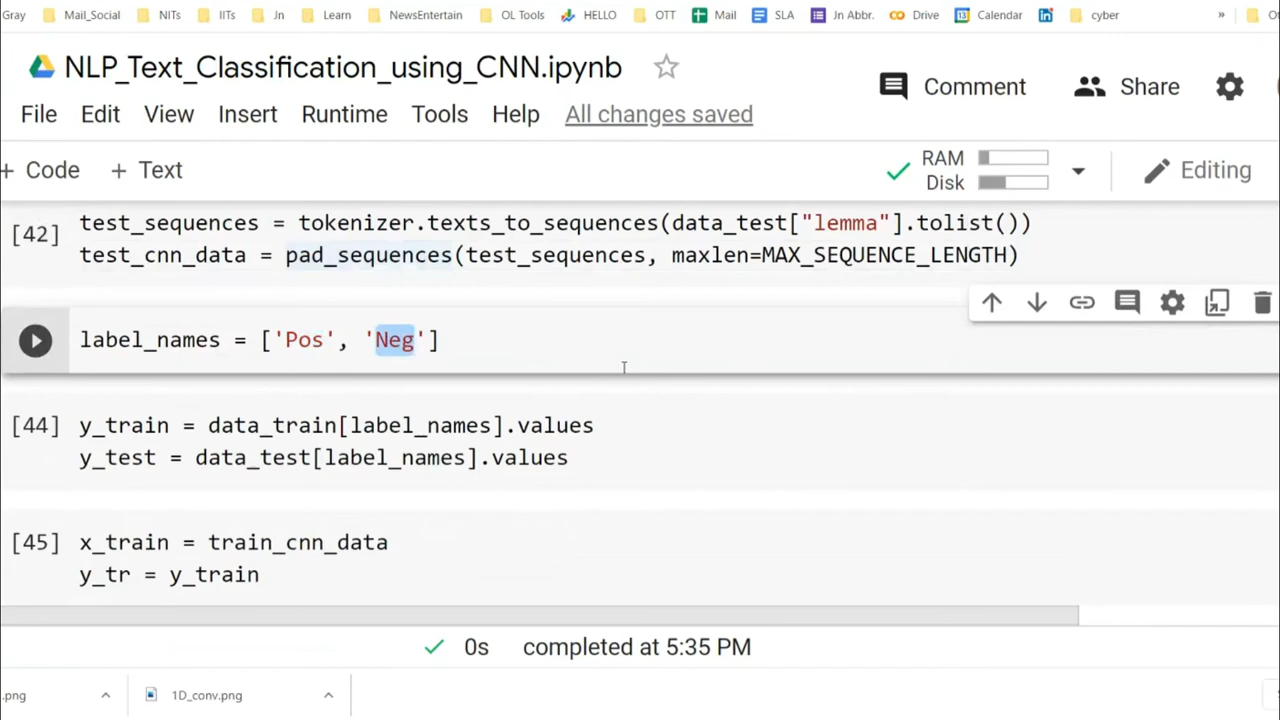 Gray Mail_Social NITs IITs Jn Learn NewsEntertain OL Tools HELLO OTT Mail SLA Jn Abbr. Drive Calendar cyber »
NLP_Text_Classification_using_CNN.ipynb
Comment Share
File Edit View Insert Runtime Tools Help All changes saved
+ Code + Text
RAM
Disk
Editing
[42] test_sequences = tokenizer.texts_to_sequences(data_test["lemma"].tolist())
test_cnn_data = pad_sequences(test_sequences, maxlen=MAX_SEQUENCE_LENGTH)
label_names = ['Pos', 'Neg']
[44] y_train = data_train[label_names].values
y_test = data_test[label_names].values
[45] x_train = train_cnn_data
y_tr = y_train
0s completed at 5:35 PM
.png 1D_conv.png